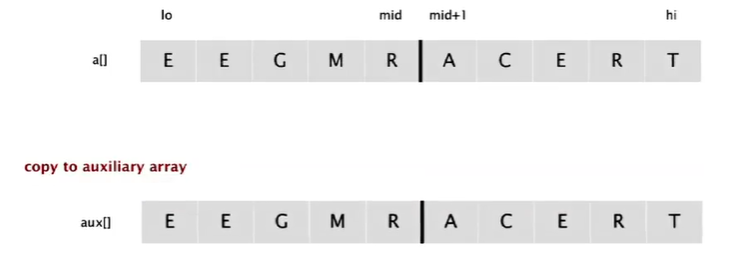 lo mid mid+1 hi
a[] E E G M R A C E R T
copy to auxiliary array
aux[] E E G M R A C E R T